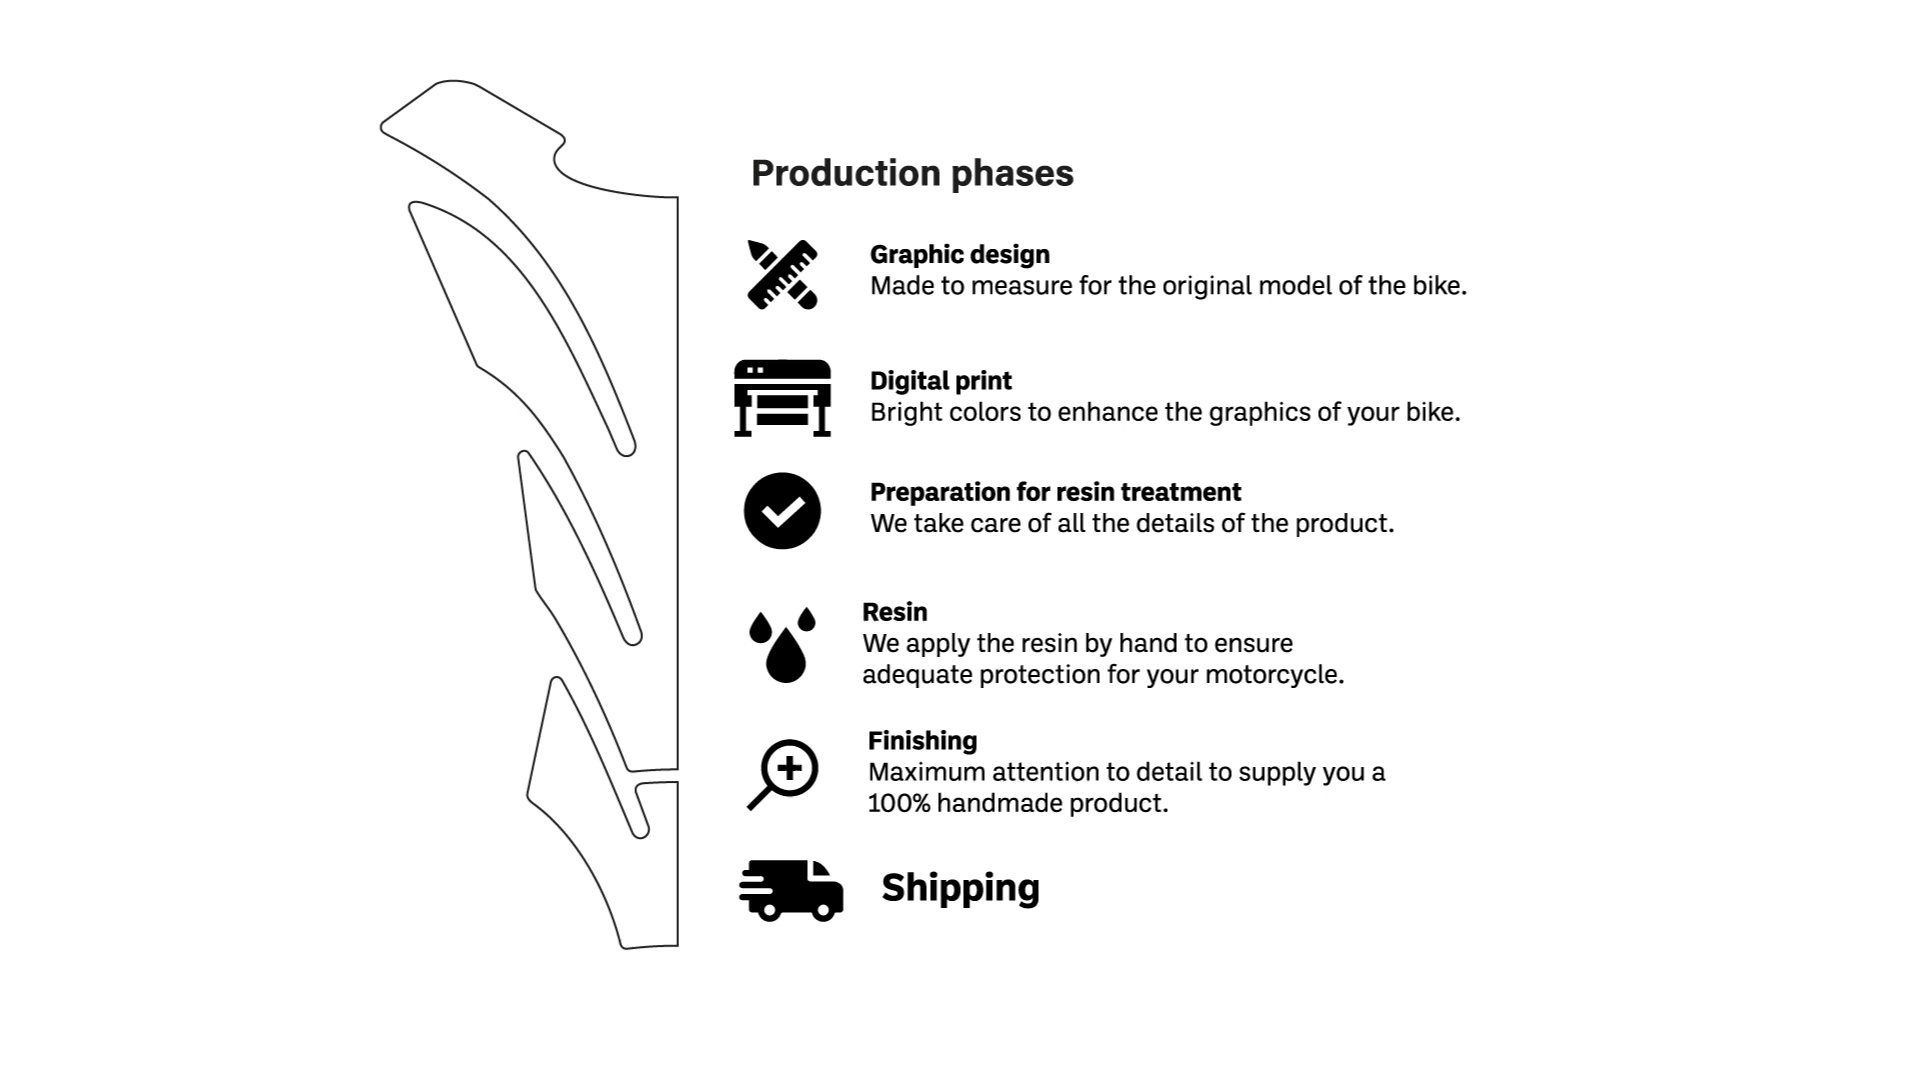 Production phases
Graphic design
Made to measure for the original model of the bike.
Digital print
Bright colors to enhance the graphics of your bike.
Preparation for resin treatment
We take care of all the details of the product.
Resin
We apply the resin by hand to ensure
adequate protection for your motorcycle.
Finishing
Maximum attention to detail to supply you a
100% handmade product.
Shipping